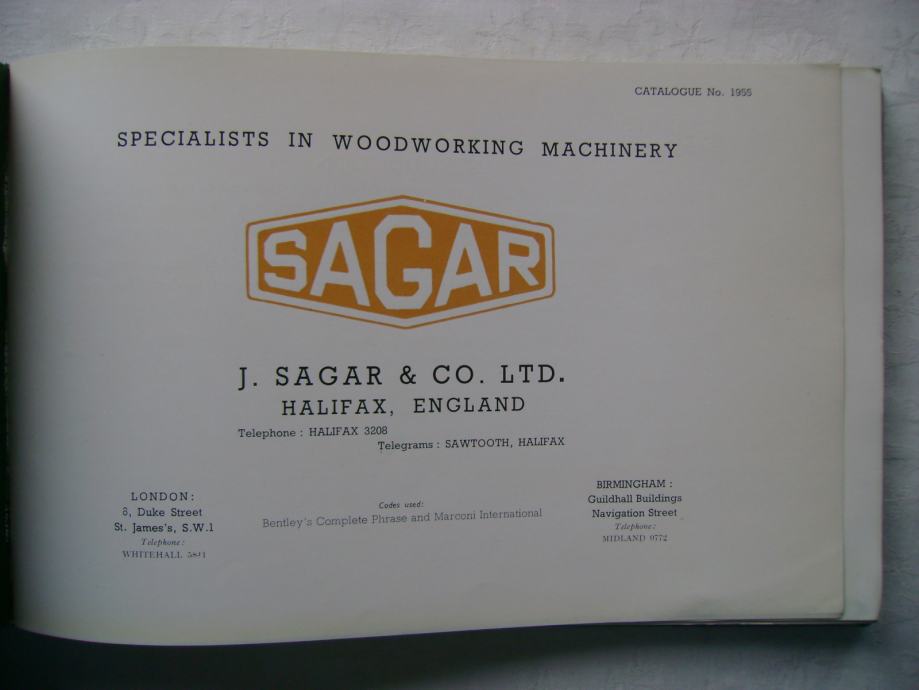 CATALOGUE No. 1955
SPECIALISTS IN WOODWORKING MACHINERY
SAGAR
J. SAGAR & CO. LTD.
HALIFAX, ENGLAND
Telephone : HALIFAX 3208
Telegrams : SAWTOOTH, HALIFAX
LONDON :
8, Duke Street
St. James's, S.W.1
Telephone :
WHITEHALL
Codes used:
Bentley's Complete Phrase and Marconi International
BIRMINGHAM :
Guildhall Buildings
Navigation Street
Telephone :
MIDLAND 0772